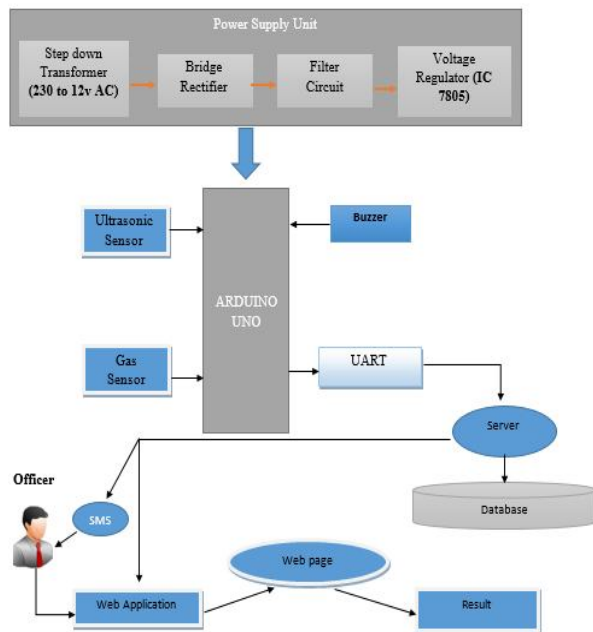 Power Supply Unit
Step down
Transformer
(230 to 12v AC)
Bridge
Rectifier
Filter
Circuit
Voltage
Regulator (IC
7805)
Ultrasonic
Sensor
Buzzer
ARDUINO
UNO
Gas
Sensor
UART
Server
Officer
SMS
Database
Web page
Web Application
Result